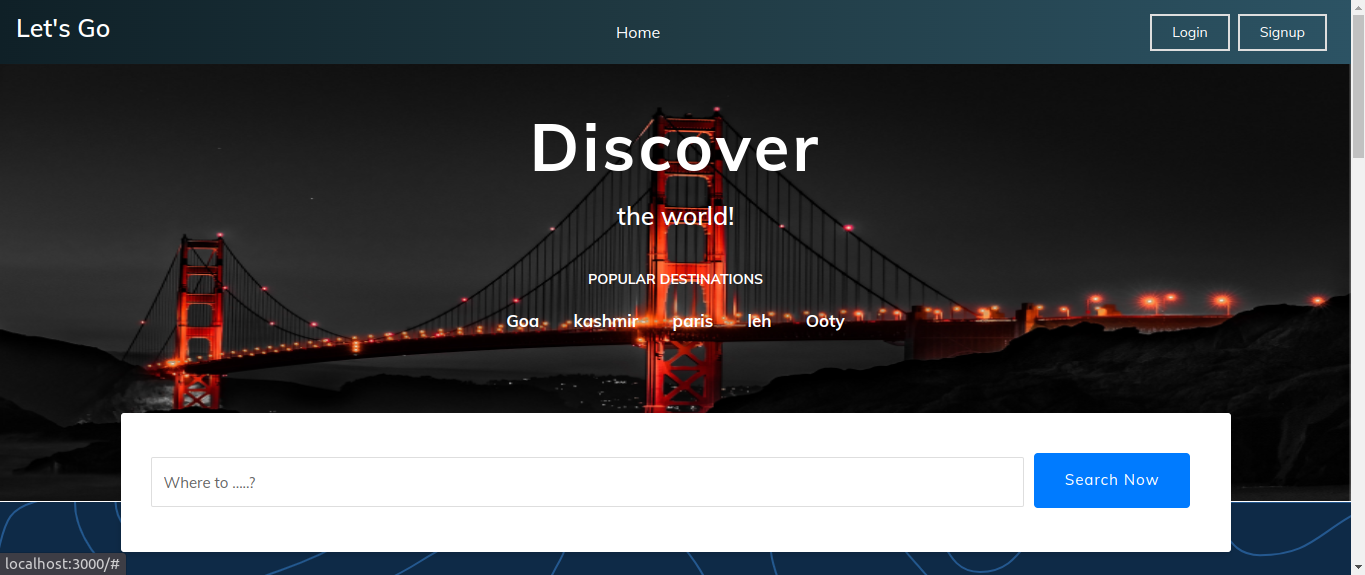 Let's Go
Home
Login
Signup
Discover
the world!
POPULAR DESTINATIONS
Goa kashmir paris leh Ooty
Where to .....?
Search Now
localhost:3000/#